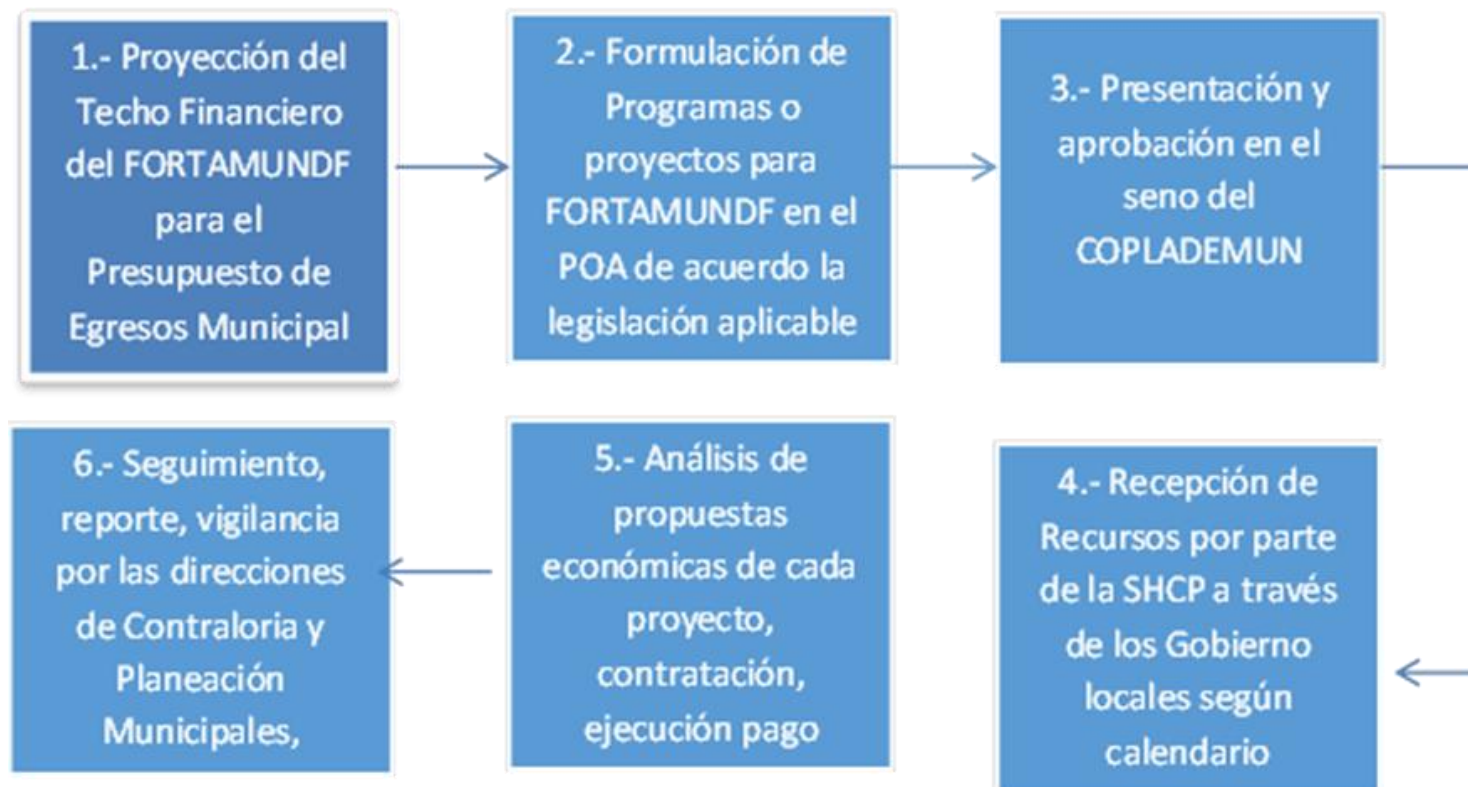 1.- Proyección del
Techo Financiero
del FORTAMUNDF
para el
Presupuesto de
Egresos Municipal
2.- Formulación de
Programas o
proyectos para
FORTAMUNDF en el
POA de acuerdo la
legislación aplicable
3.- Presentación y
aprobación en el
seno del
COPLADEMUN
4.- Recepción de
Recursos por parte
de la SHCP a través
de los Gobierno
locales según
calendario
5.- Análisis de
propuestas
económicas de cada
proyecto,
contratación,
ejecución pago
6.- Seguimiento,
reporte, vigilancia
por las direcciones
de Contraloria y
Planeación
Municipales,